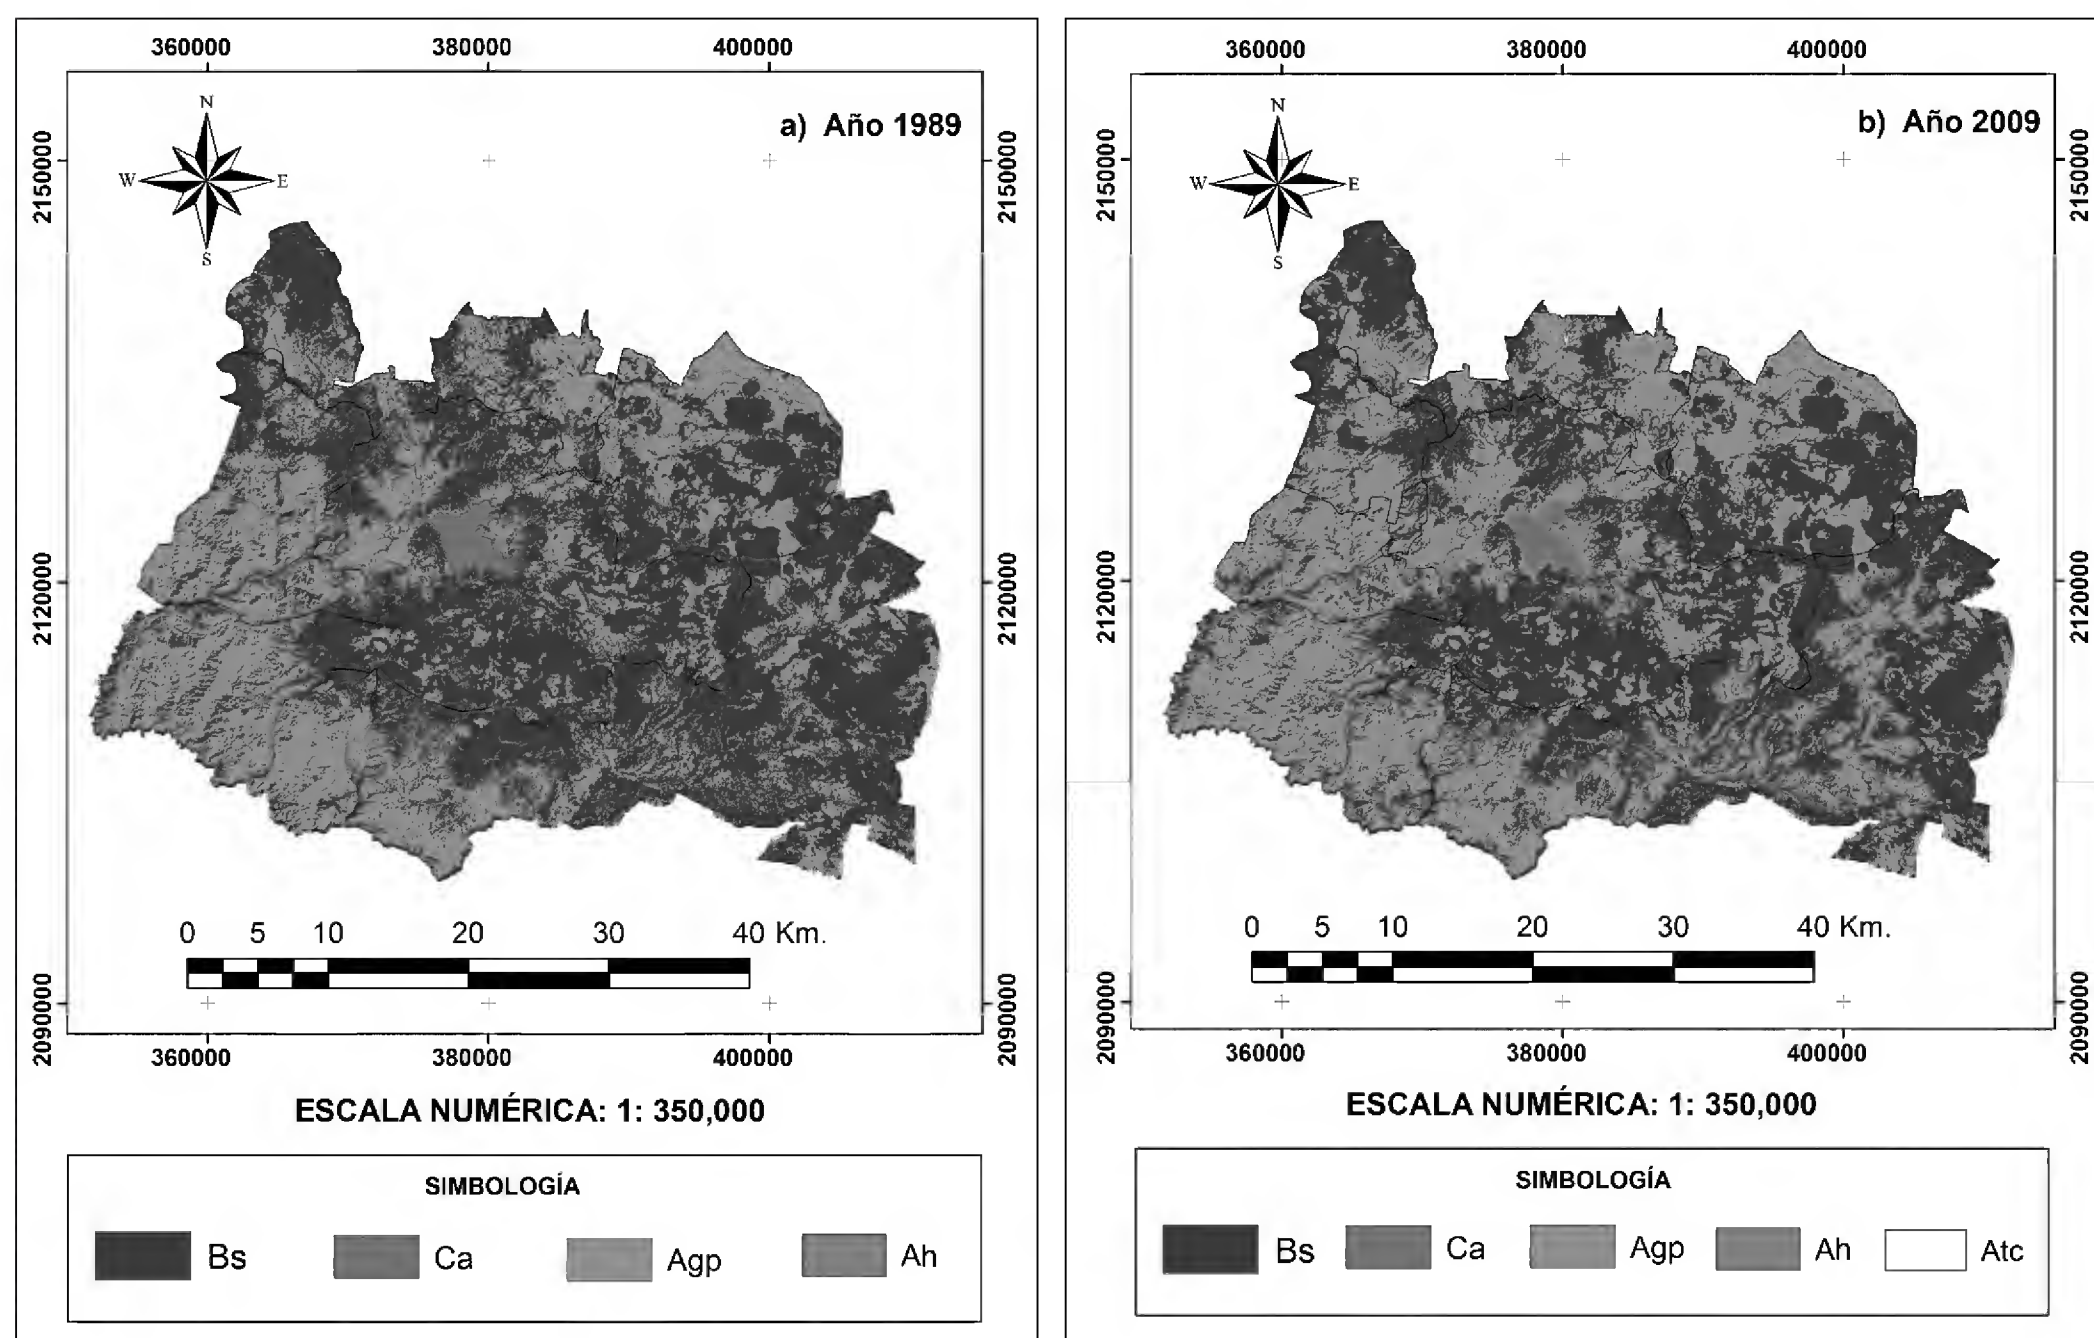 360000 380000 400000
N
W E
S
a) Año 1989
2150000 2150000
2120000 2120000
2090000 2090000
0 5 10 20 30 40 Km.
360000 380000 400000
ESCALA NUMÉRICA: 1: 350,000
SIMBOLOGÍA
Bs Ca Agp Ah
360000 380000 400000
N
W E
S
b) Año 2009
2150000 2150000
2120000 2120000
2090000 2090000
0 5 10 20 30 40 Km.
360000 380000 400000
ESCALA NUMÉRICA: 1: 350,000
SIMBOLOGÍA
Bs Ca Agp Ah Atc